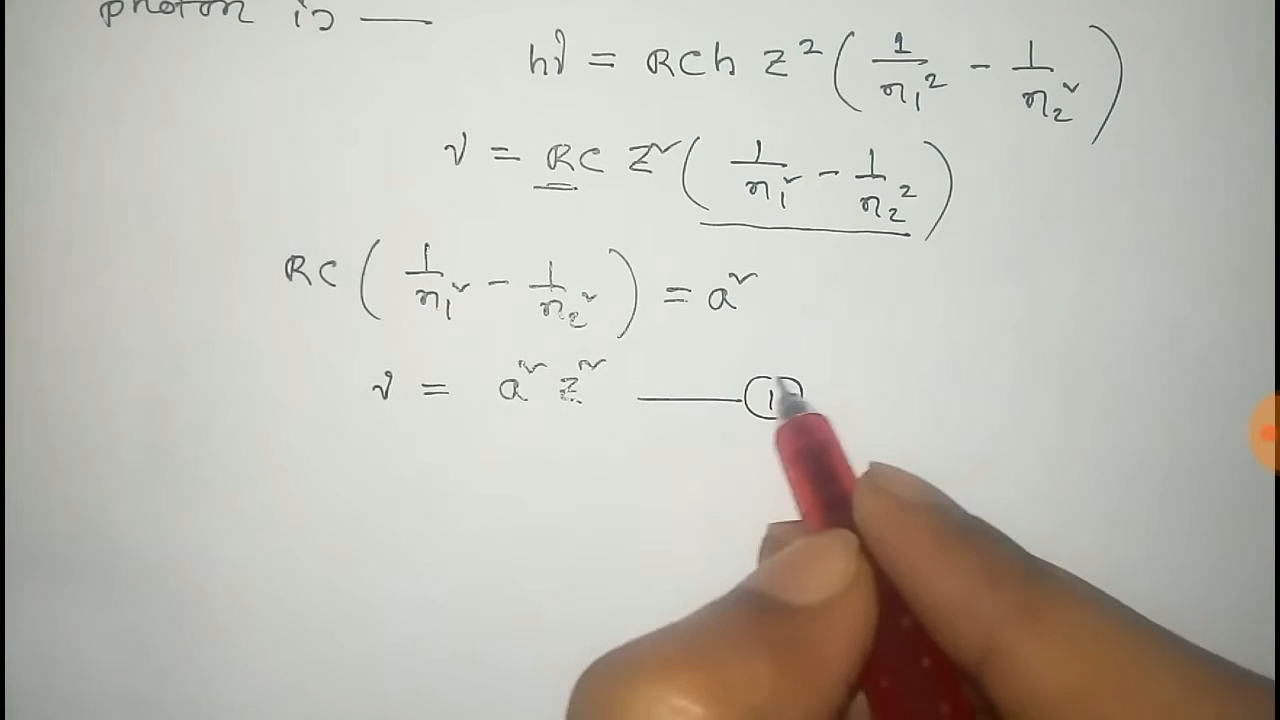 photon is —
hν = RCh Z² (1/n₁² - 1/n₂²)
ν = RC Z² (1/n₁² - 1/n₂²)
RC (1/n₁² - 1/n₂²) = a²
ν = a² Z² — ①